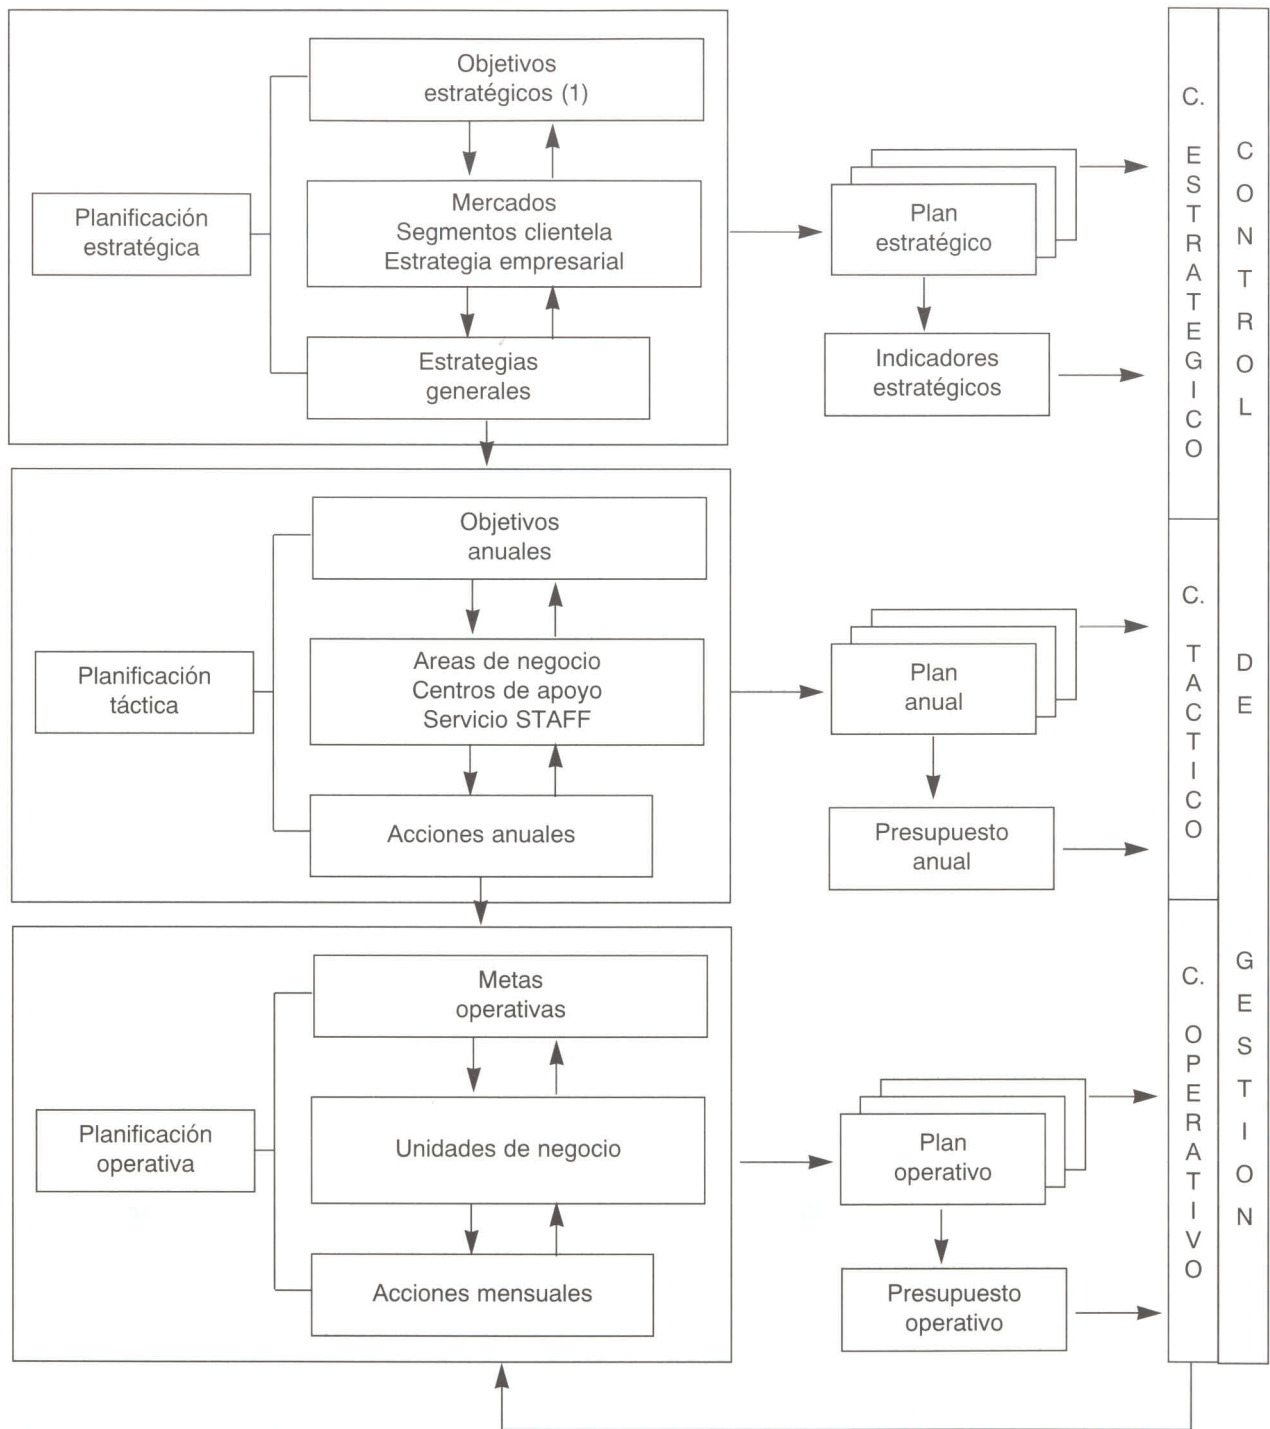 Objetivos
estratégicos (1)
Planificación
estratégica
Mercados
Segmentos clientela
Estrategia empresarial
Estrategias
generales
Plan
estratégico
Indicadores
estratégicos
Objetivos
anuales
Planificación
táctica
Areas de negocio
Centros de apoyo
Servicio STAFF
Acciones anuales
Plan
anual
Presupuesto
anual
Metas
operativas
Planificación
operativa
Unidades de negocio
Acciones mensuales
Plan
operativo
Presupuesto
operativo
C. ESTRATEGICO
C. TACTICO
C. OPERATIVO
CONTROL DE GESTION